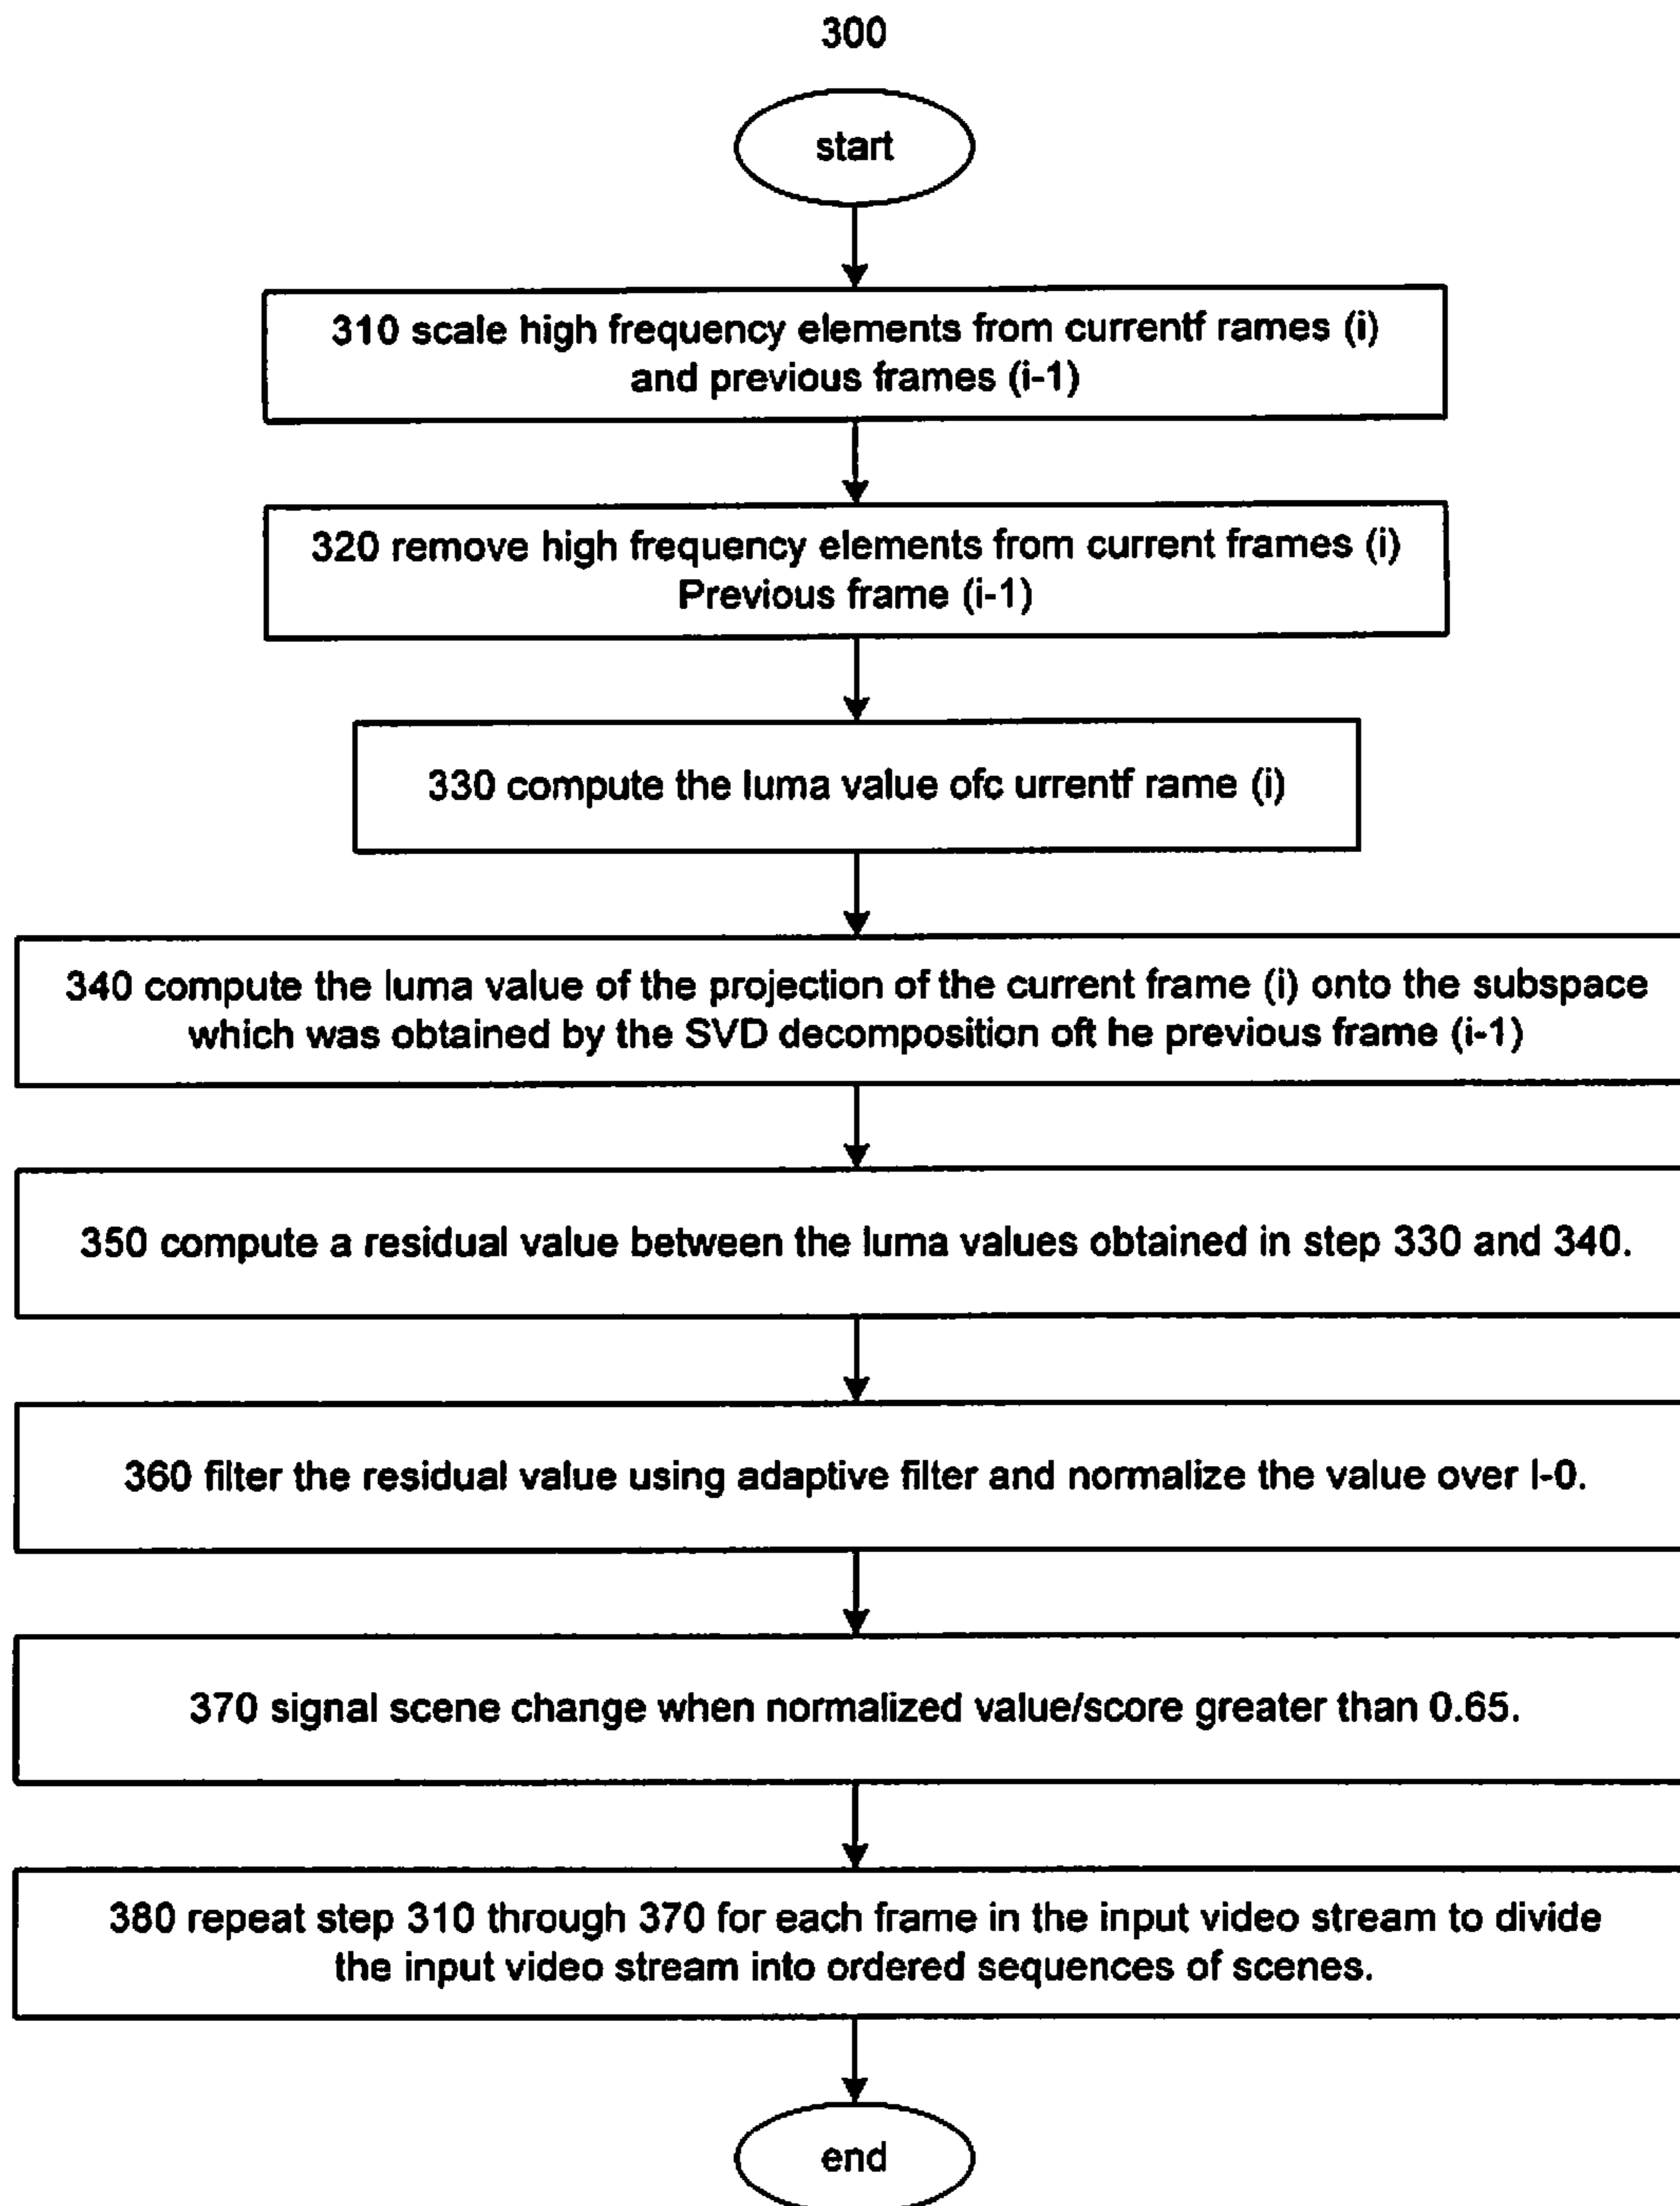 300
start
310 scale high frequency elements from currentf rames (i)
and previous frames (i-1)
320 remove high frequency elements from current frames (i)
Previous frame (i-1)
330 compute the luma value ofc urrentf rame (i)
340 compute the luma value of the projection of the current frame (i) onto the subspace
which was obtained by the SVD decomposition oft he previous frame (i-1)
350 compute a residual value between the luma values obtained in step 330 and 340.
360 filter the residual value using adaptive filter and normalize the value over l-0.
370 signal scene change when normalized value/score greater than 0.65.
380 repeat step 310 through 370 for each frame in the input video stream to divide
the input video stream into ordered sequences of scenes.
end